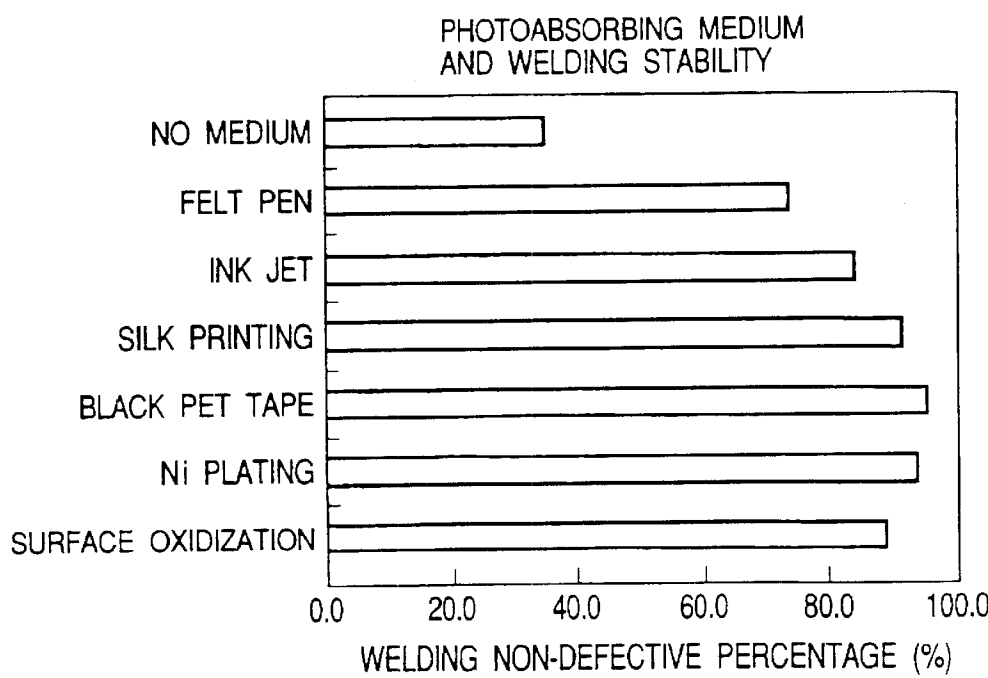 PHOTOABSORBING MEDIUM
AND WELDING STABILITY
NO MEDIUM
FELT PEN
INK JET
SILK PRINTING
BLACK PET TAPE
Ni PLATING
SURFACE OXIDIZATION
0.0 20.0 40.0 60.0 80.0 100.0
WELDING NON-DEFECTIVE PERCENTAGE (%)